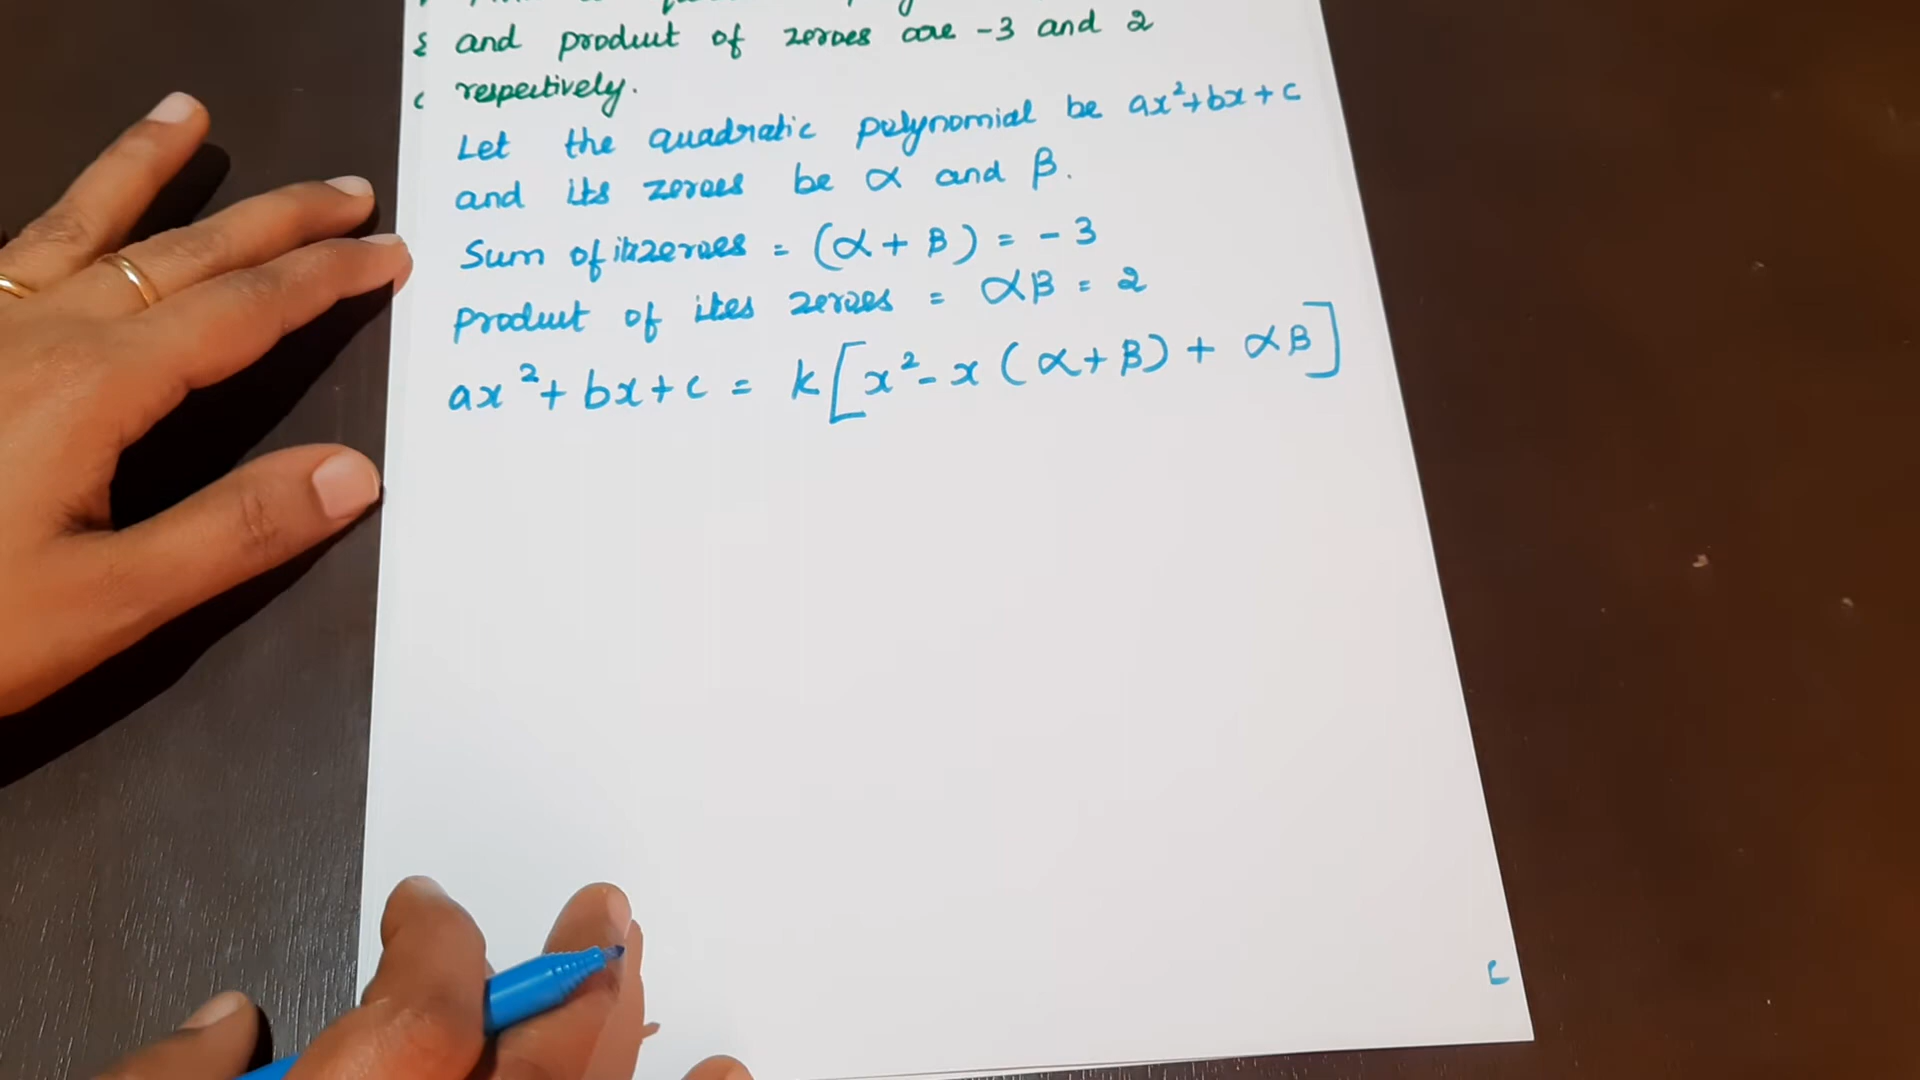 and product of zeroes are -3 and 2
respectively.
Let the quadratic polynomial be ax²+bx+c
and its zeroes be α and β.
Sum of its zeroes = (α + β) = -3
Product of ites zeroes = αβ = 2
ax² + bx + c = k[x² - x (α + β) + αβ]